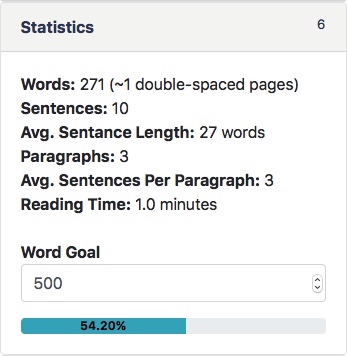 Statistics 6
Words: 271 (~1 double-spaced pages)
Sentences: 10
Avg. Sentance Length: 27 words
Paragraphs: 3
Avg. Sentences Per Paragraph: 3
Reading Time: 1.0 minutes
Word Goal
500
54.20%